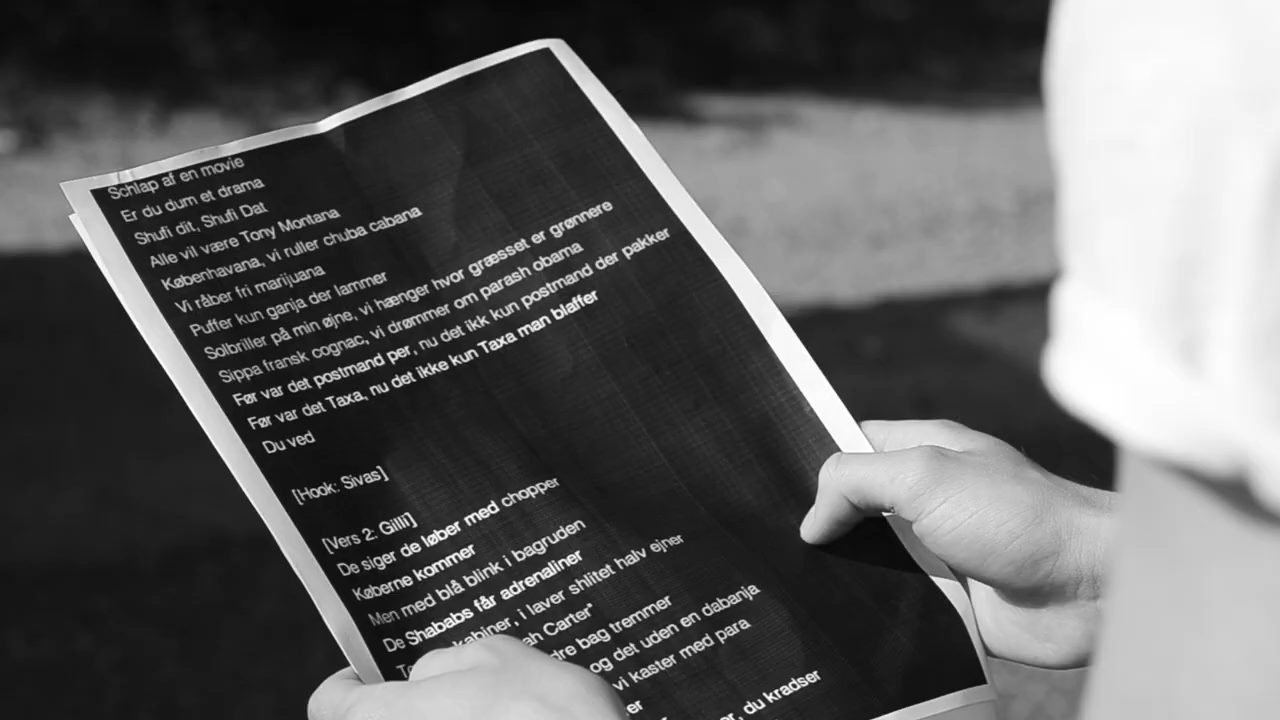 Schlap af en movie
Er du dum et drama
Shufi dit, Shufi Dat
Alle vil være Tony Montana
Københavana, vi ruller chuba cabana
Vi råber fri marijuana
Puffer kun ganja der lammer
Solbriller på min øjne, vi hænger hvor græsset er grønnere
Sippa fransk cognac, vi drømmer om parash obama
Før var det postmand per, nu det ikk kun postmand der pakker
Før var det Taxa, nu det ikke kun Taxa man blaffer
Du ved
[Hook: Sivas]
[Vers 2: Gilli]
De siger de løber med chopper
Køberne kommer
Men med blå blink i bagruden
De Shababs får adrenaliner
kabiner, i laver shlitet halv ejner
Carter"
bag tremmer
og det uden en dabanja
vi kaster med para
du kradser